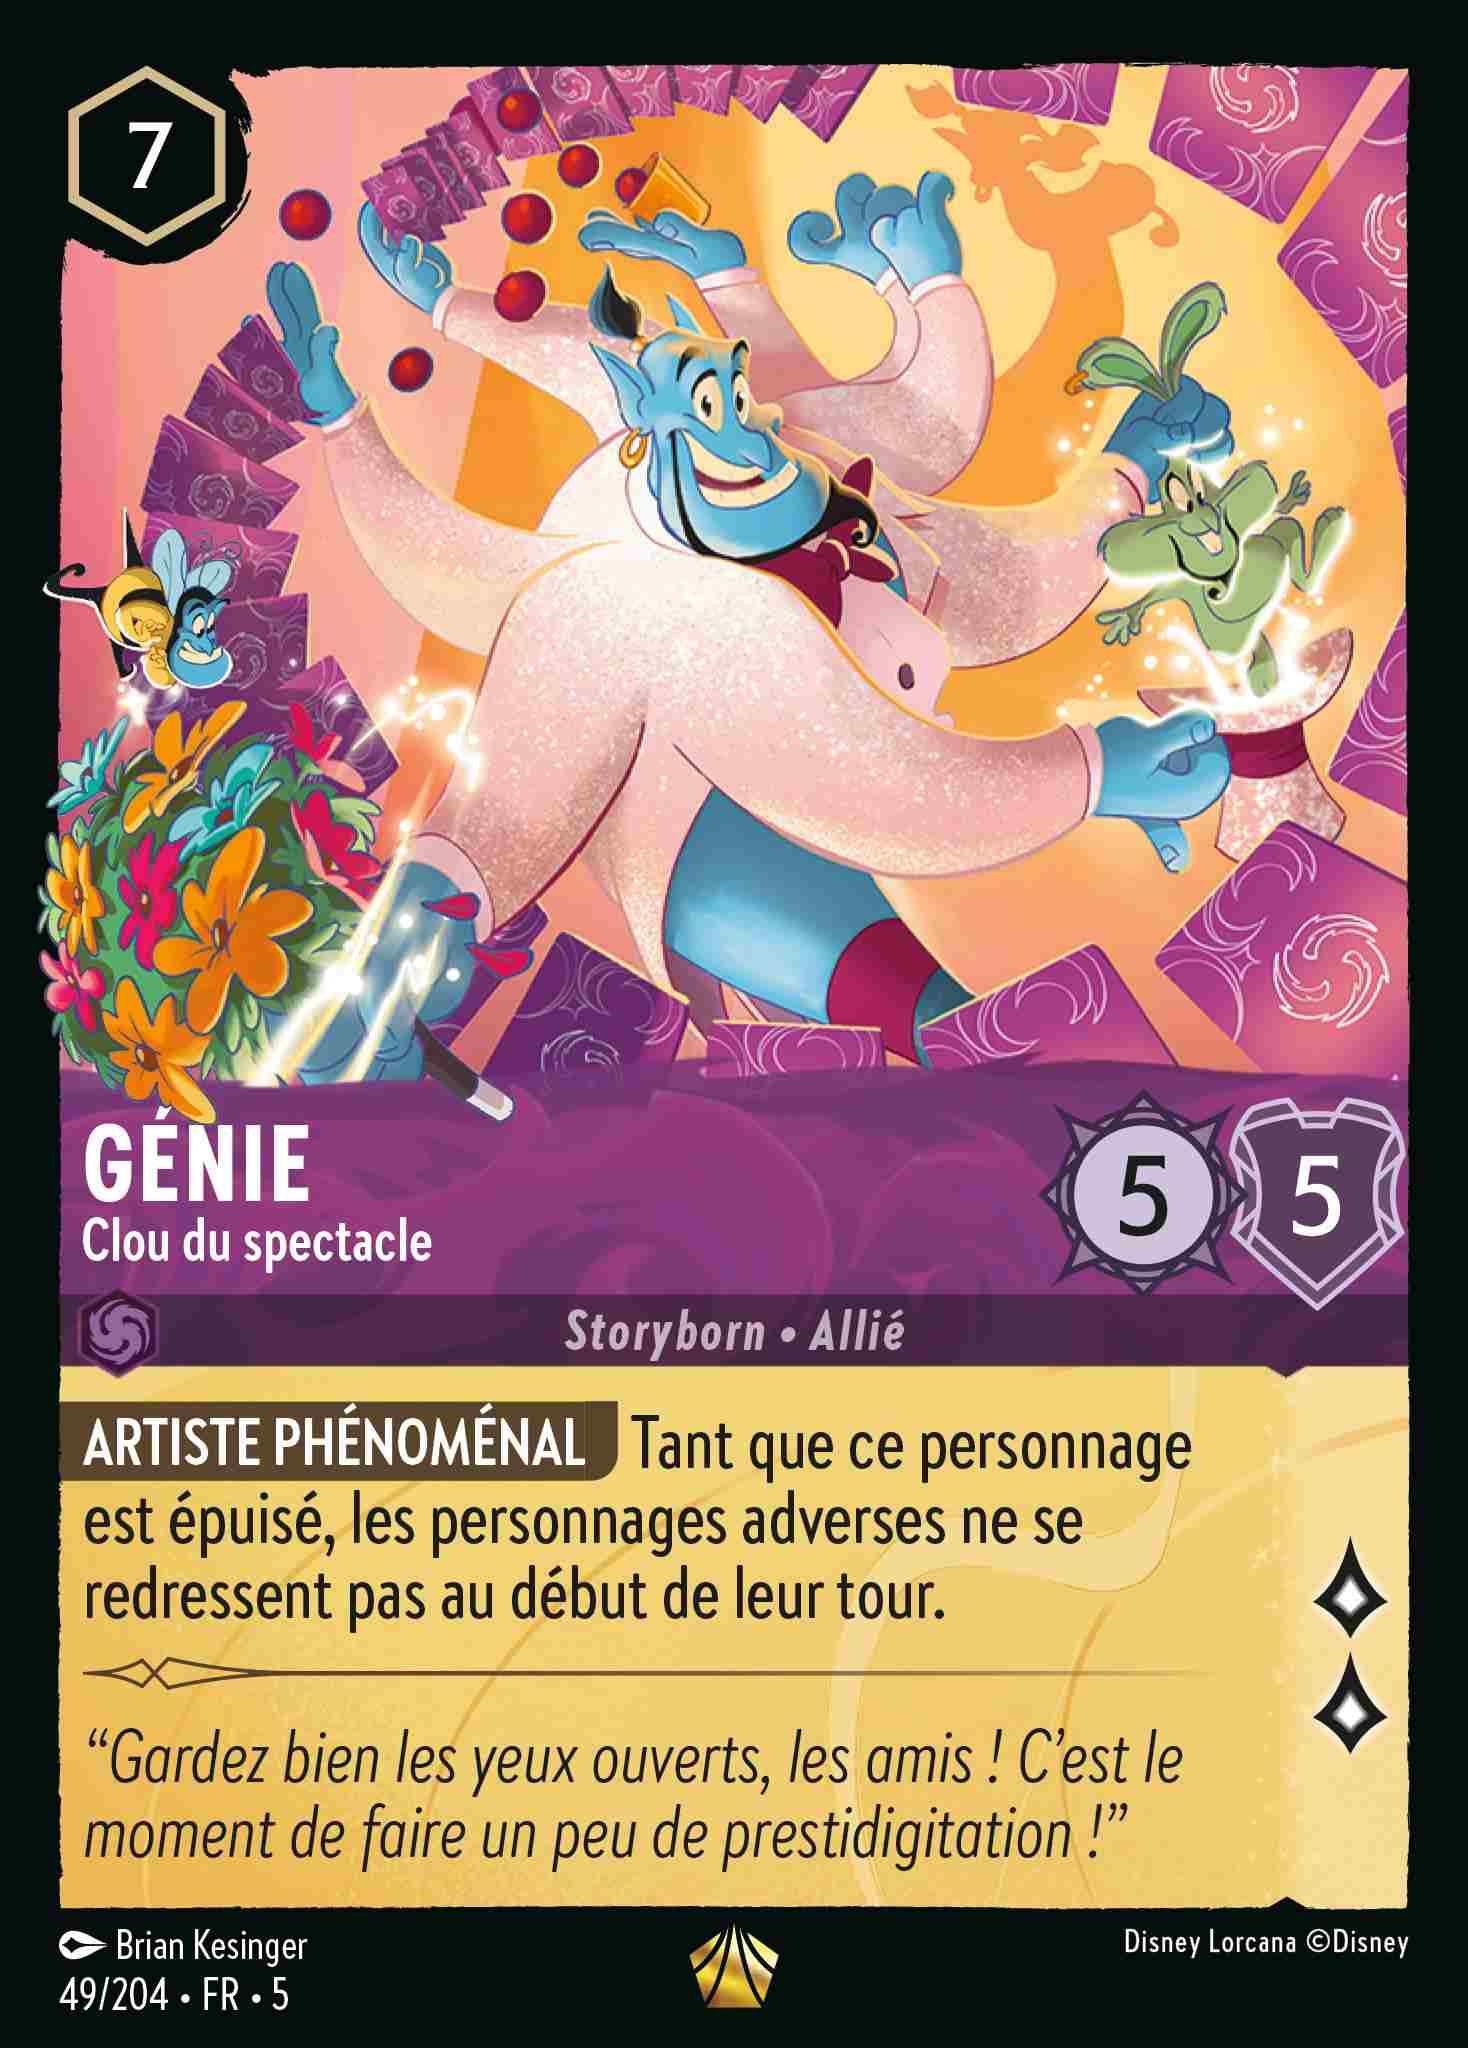 7
GÉNIE
Clou du spectacle
5
5
Storyborn • Allié
ARTISTE PHÉNOMÉNAL Tant que ce personnage
est épuisé, les personnages adverses ne se
redressent pas au début de leur tour.
“Gardez bien les yeux ouverts, les amis ! C’est le
moment de faire un peu de prestidigitation !”
Brian Kesinger
Disney Lorcana ©Disney
49/204 • FR • 5